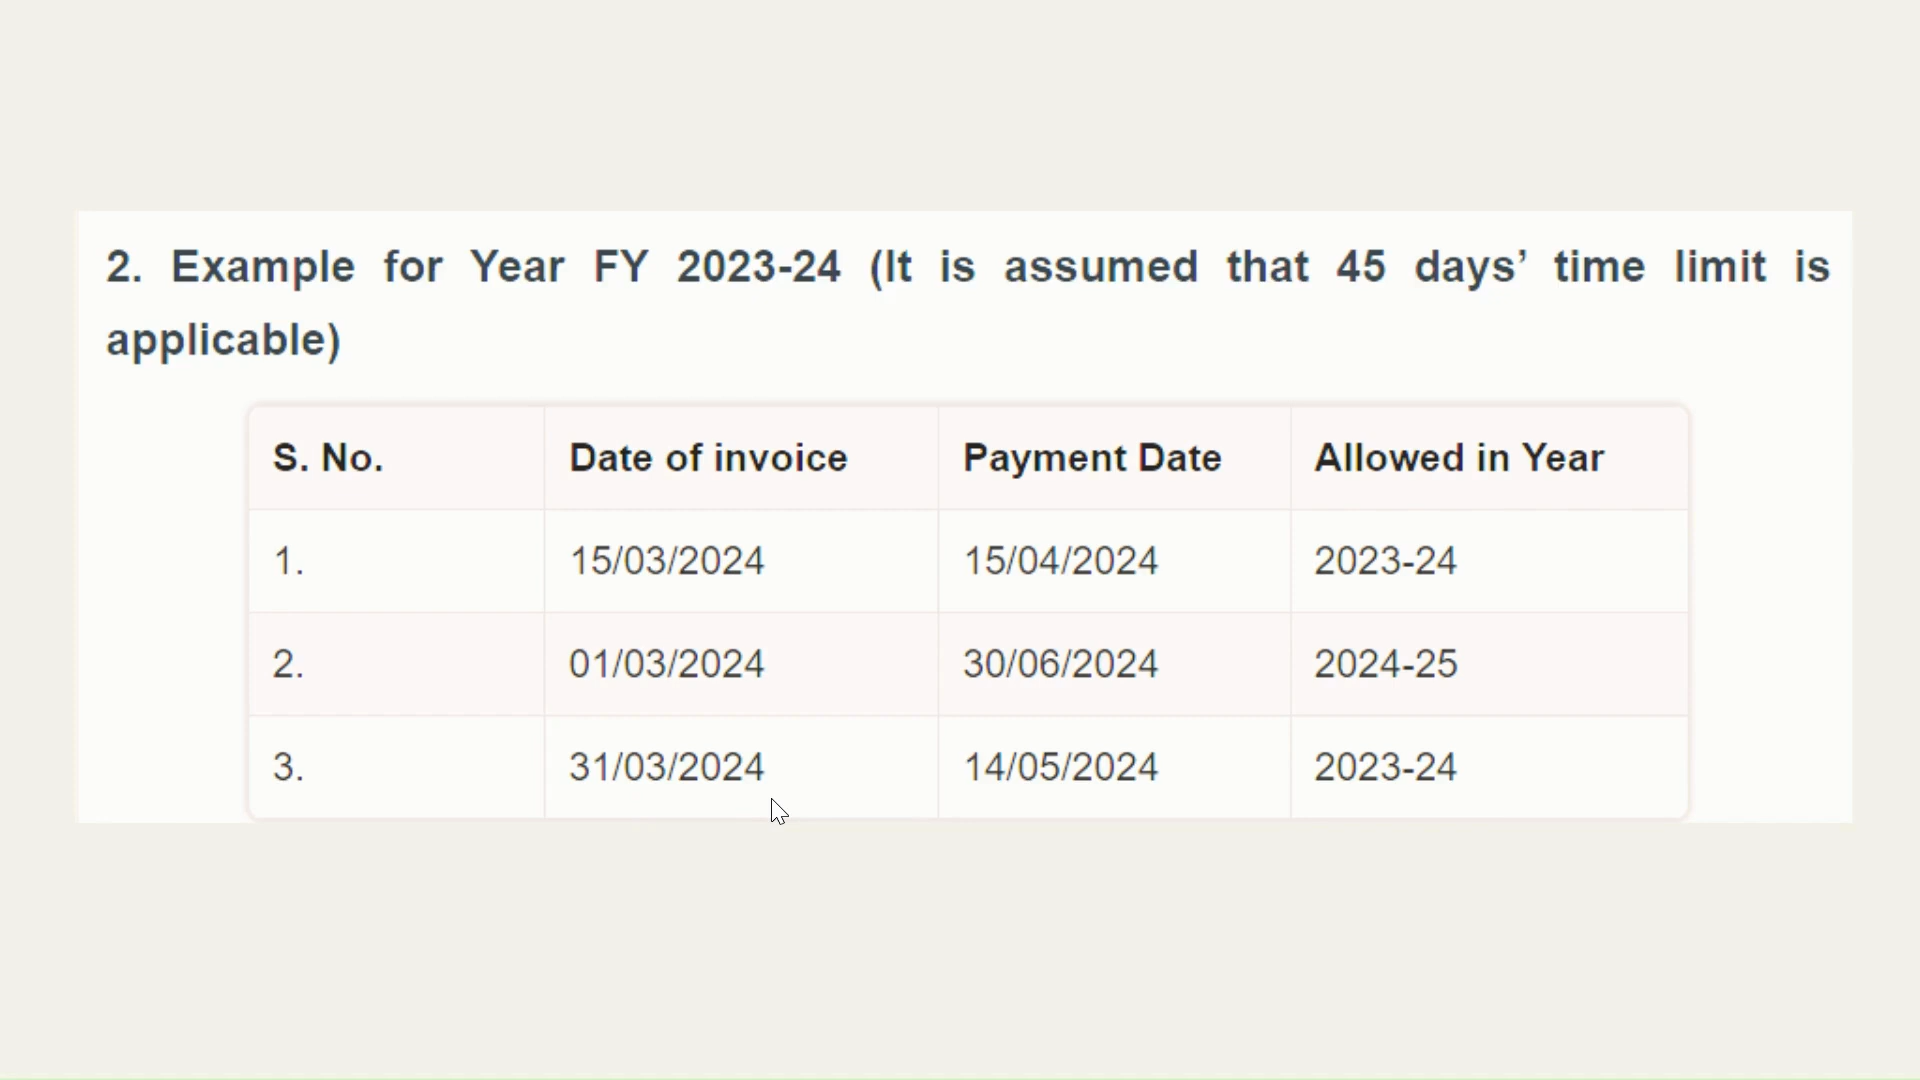 2. Example for Year FY 2023-24 (It is assumed that 45 days’ time limit is
applicable)
S. No. Date of invoice Payment Date Allowed in Year
1. 15/03/2024 15/04/2024 2023-24
2. 01/03/2024 30/06/2024 2024-25
3. 31/03/2024 14/05/2024 2023-24